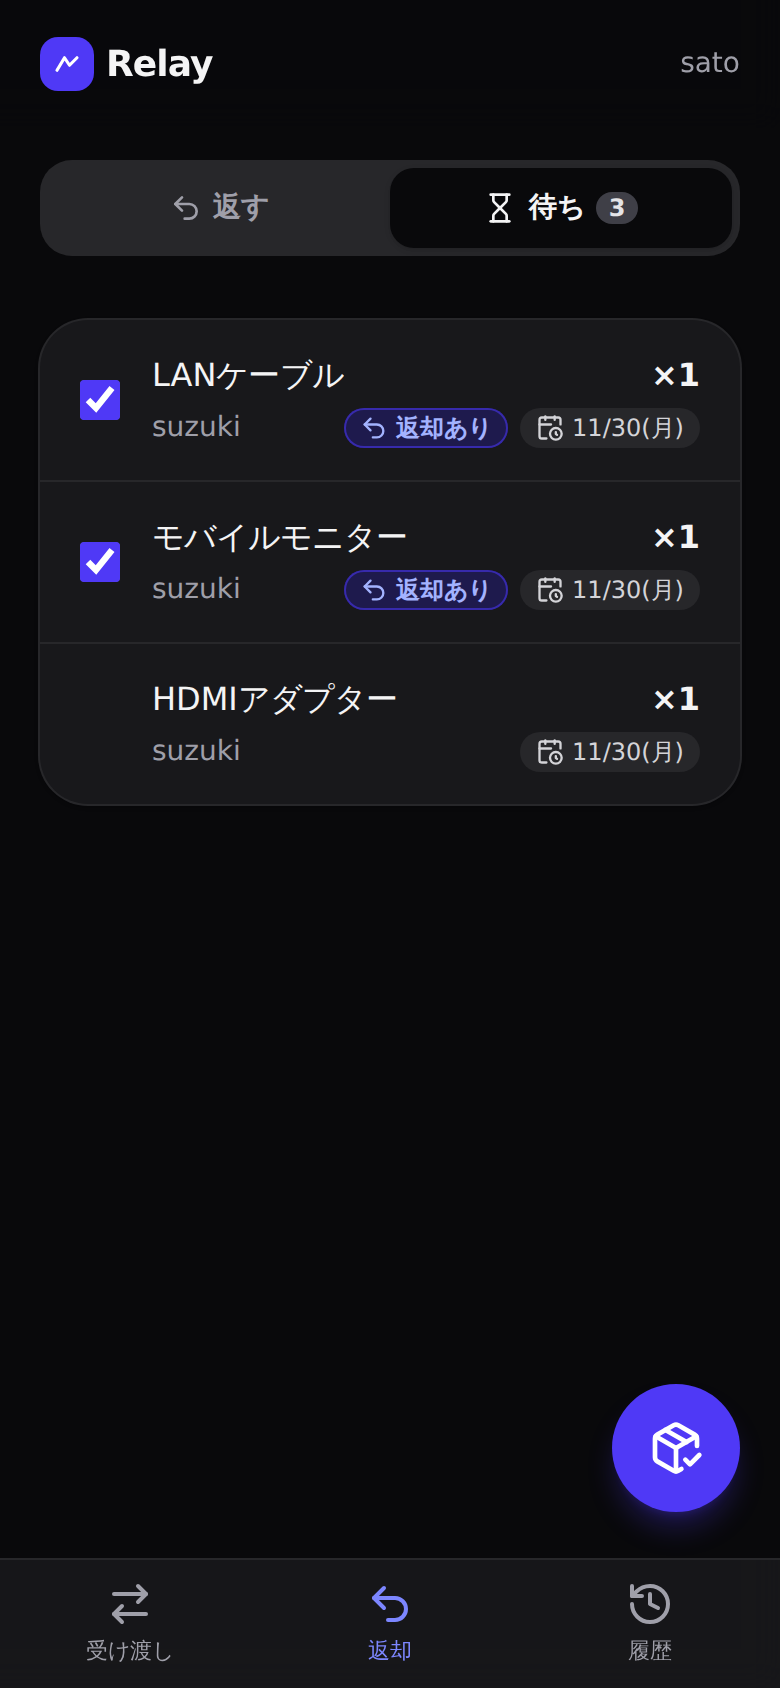 Relay
sato
返す
待ち 3
LANケーブル ×1
suzuki 返却あり 11/30(月)
モバイルモニター ×1
suzuki 返却あり 11/30(月)
HDMIアダプター ×1
suzuki 11/30(月)
受け渡し
返却
履歴